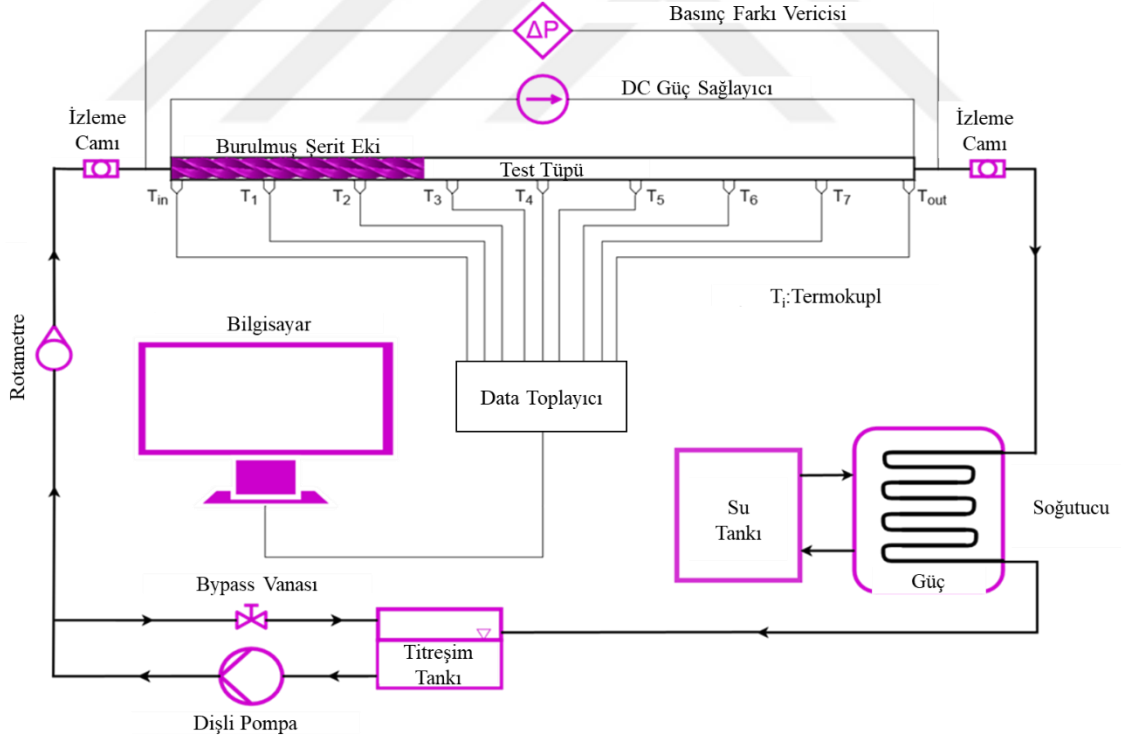 Basınç Farkı Vericisi
ΔP
DC Güç Sağlayıcı
İzleme
Camı
İzleme
Camı
Burulmuş Şerit Eki
Test Tüpü
Tin
T1
T2
T3
T4
T5
T6
T7
Tout
Ti:Termokupl
Rotametre
Bilgisayar
Data Toplayıcı
Su
Tankı
Soğutucu
Güç
Bypass Vanası
Titreşim
Tankı
Dişli Pompa